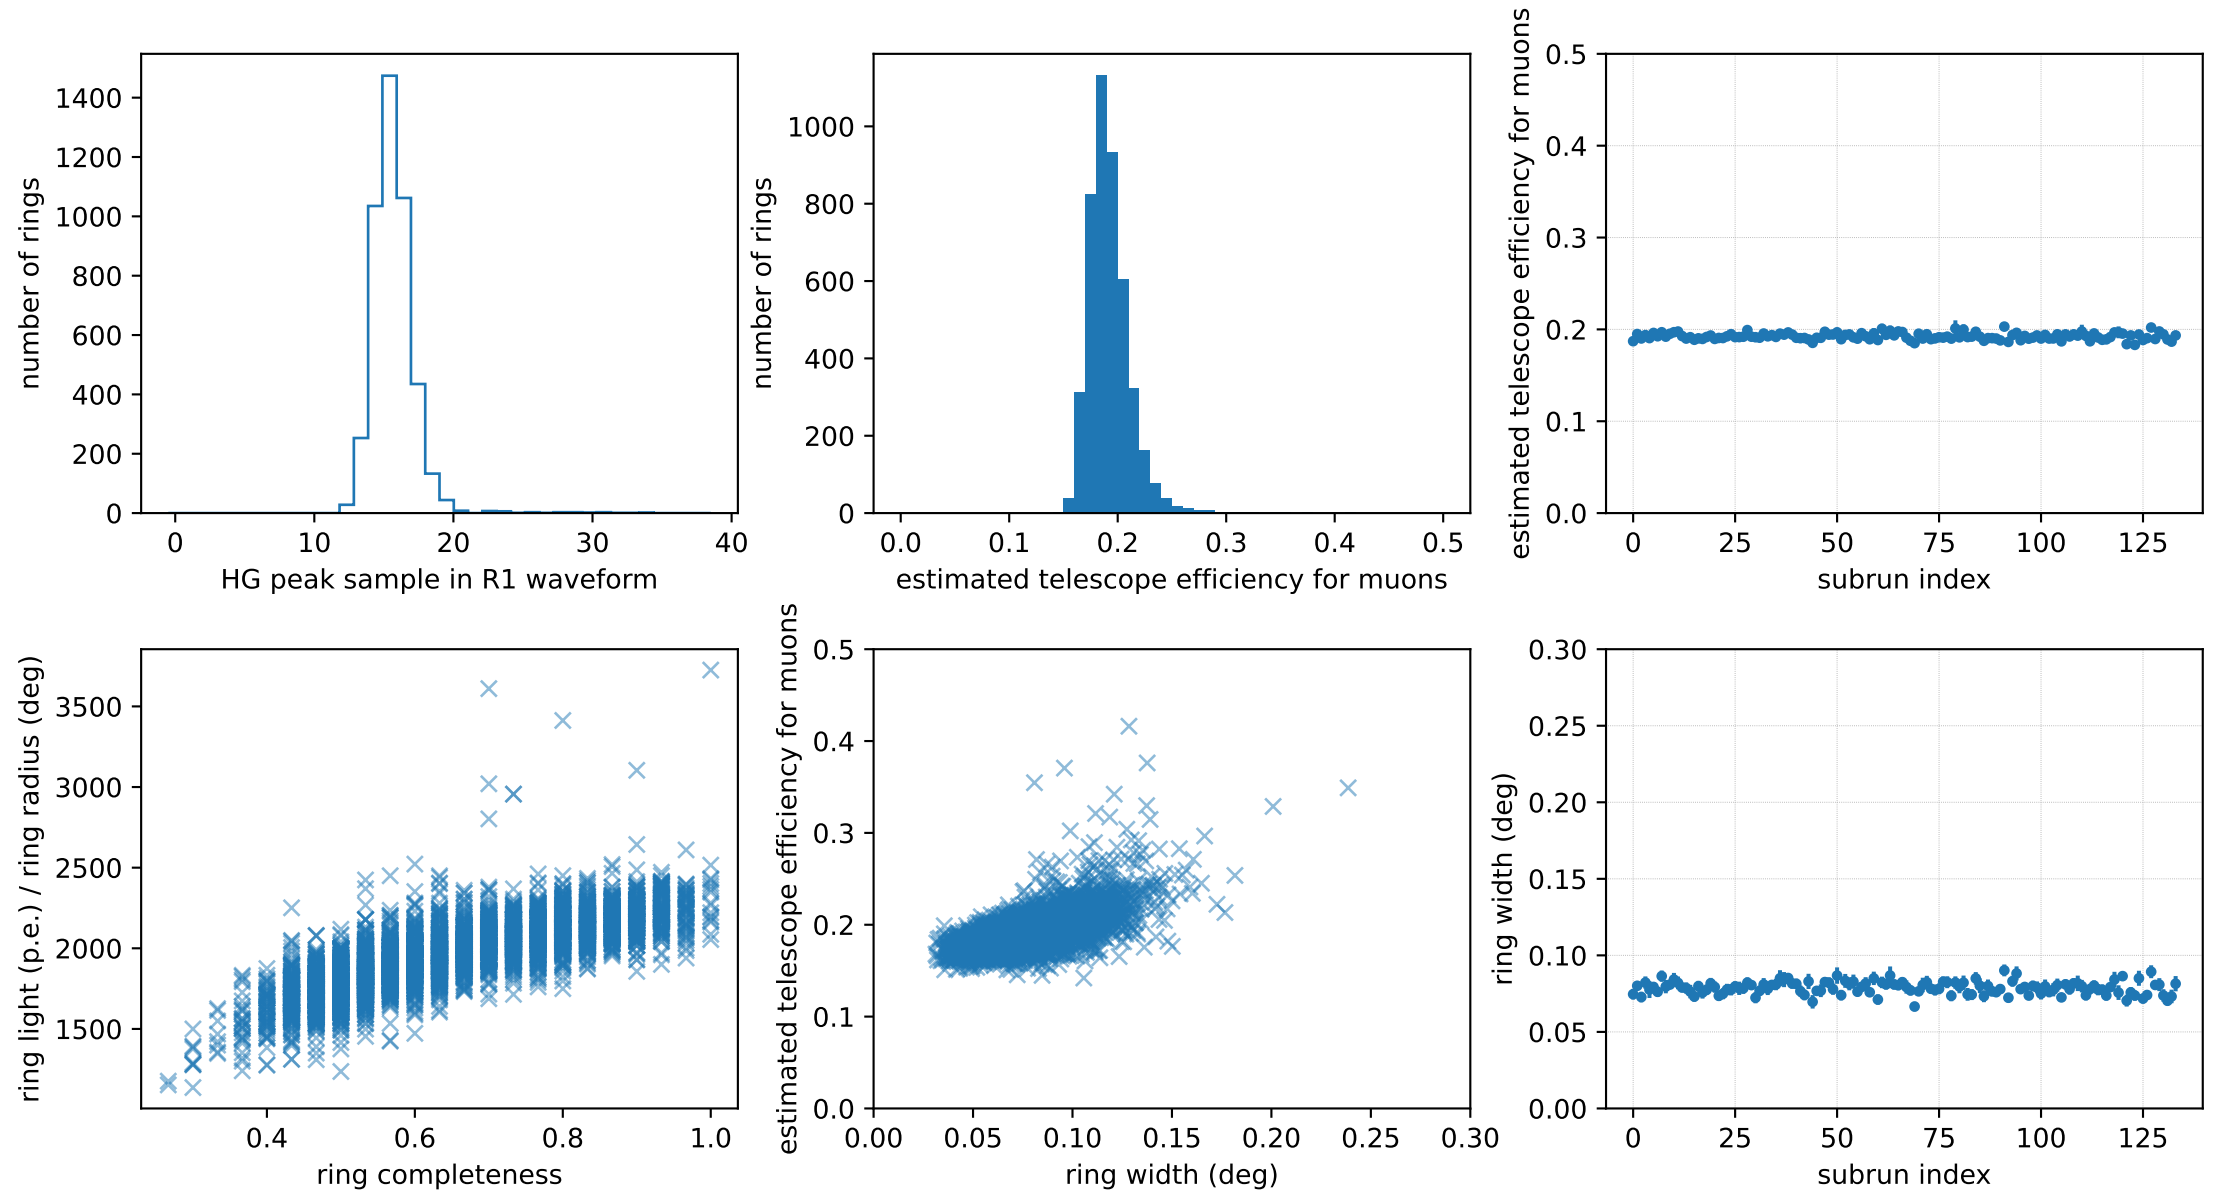 number of rings
1400
1200
1000
800
600
400
200
0
0 10 20 30 40
HG peak sample in R1 waveform
number of rings
1000
800
600
400
200
0
0.0 0.1 0.2 0.3 0.4 0.5
estimated telescope efficiency for muons
estimated telescope efficiency for muons
0.5
0.4
0.3
0.2
0.1
0.0
0 25 50 75 100 125
subrun index
ring light (p.e.) / ring radius (deg)
3500
3000
2500
2000
1500
0.4 0.6 0.8 1.0
ring completeness
estimated telescope efficiency for muons
0.5
0.4
0.3
0.2
0.1
0.0
0.00 0.05 0.10 0.15 0.20 0.25 0.30
ring width (deg)
ring width (deg)
0.30
0.25
0.20
0.15
0.10
0.05
0.00
0 25 50 75 100 125
subrun index